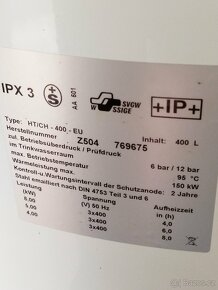 IPX 3
+S
AA 801
W SVGW
SSIGE
+IP+
Type: HT/CH - 400 - EU
Inhalt: 400 L
Herstellnummer Z504 769675
zul. Betriebsüberdruck / Prüfdruck
im Trinkwasserraum 6 bar / 12 bar
max. Betriebstemperatur 95 °C
Wärmeleistung max. 150 kW
Kontroll-u.Wartungsintervall der Schutzanode: 2 Jahre
Stahl emailliert nach DIN 4753 Teil 3 und 6
kW Spannung Aufheizzeit
(V) 50 Hz in (h)
8,00 3x400 4,0
5,00 3x400 6,0
4,00 3x400 8,0